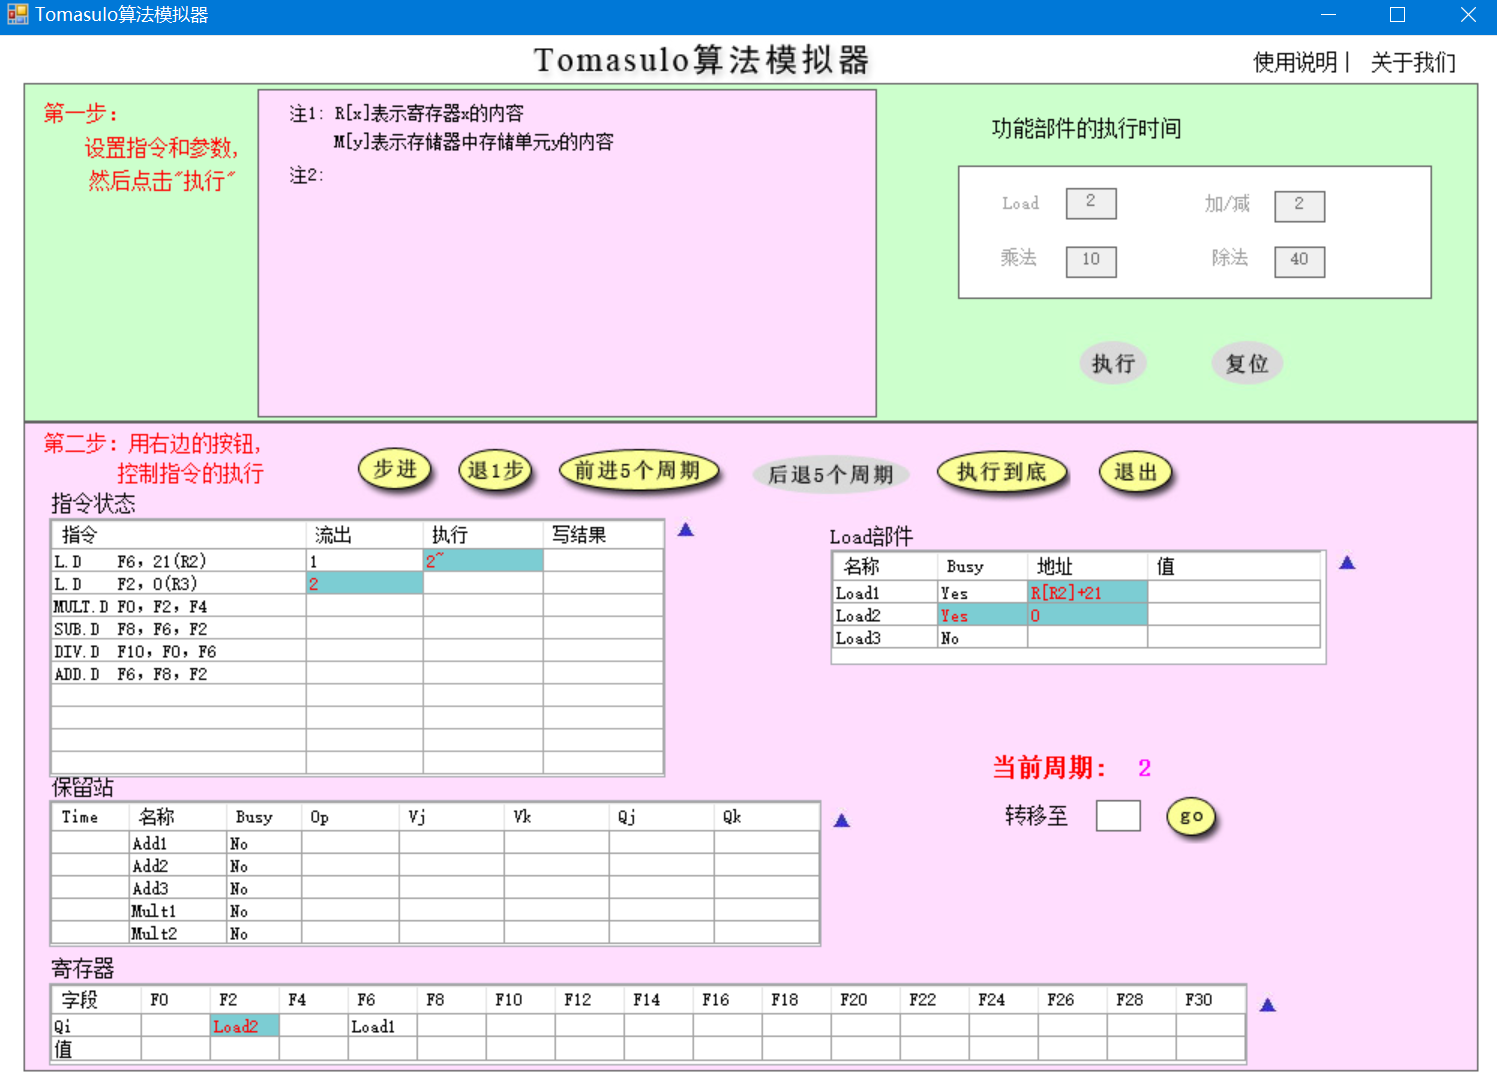 Tomasulo算法模拟器
Tomasulo算法模拟器
使用说明| 关于我们
第一步：
设置指令和参数,
然后点击"执行"
注1: R[x]表示寄存器x的内容
M[y]表示存储器中存储单元y的内容
注2:
功能部件的执行时间
Load 2 加/减 2
乘法 10 除法 40
执行 复位
第二步: 用右边的按钮,
控制指令的执行
步进 退1步 前进5个周期 后退5个周期 执行到底 退出
指令状态
指令 流出 执行 写结果
L.D F6, 21(R2) 1 2~
L.D F2, 0(R3) 2
MULT.D F0, F2, F4
SUB.D F8, F6, F2
DIV.D F10, F0, F6
ADD.D F6, F8, F2
Load部件
名称 Busy 地址 值
Load1 Yes R[R2]+21
Load2 Yes 0
Load3 No
当前周期: 2
转移至 go
保留站
Time 名称 Busy Op Vj Vk Qj Qk
Add1 No
Add2 No
Add3 No
Mult1 No
Mult2 No
寄存器
字段 F0 F2 F4 F6 F8 F10 F12 F14 F16 F18 F20 F22 F24 F26 F28 F30
Qi Load2 Load1
值